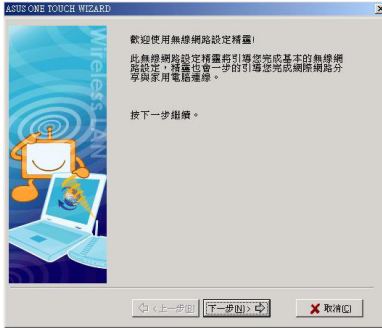 ASUS ONE TOUCH WIZARD
Wireless LAN
歡迎使用無線網路設定精靈!
此無線網路設定精靈將引導您完成基本的無線網
路設定，精靈也會一步的引導您完成網際網路分
享與家用電腦連線。
按下一步繼續。
<上一步(B)
下一步(N)>
取消(C)